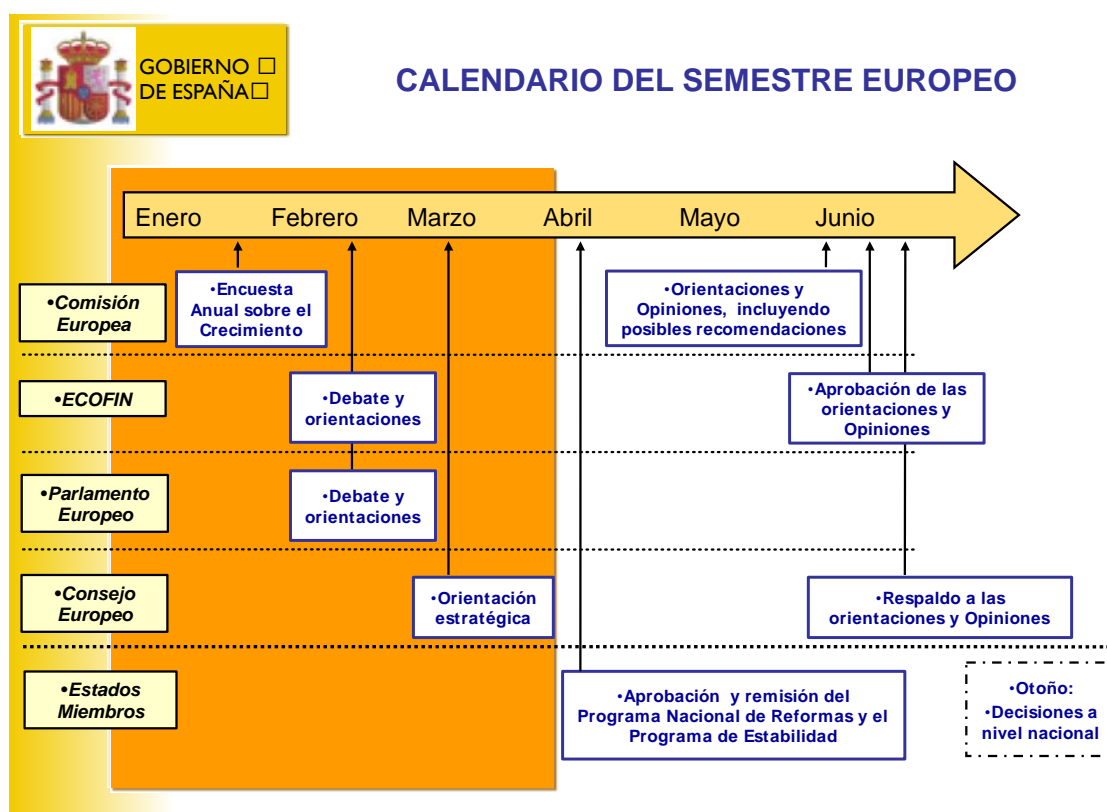 GOBIERNO
DE ESPAÑA
CALENDARIO DEL SEMESTRE EUROPEO
Enero Febrero Marzo Abril Mayo Junio
•Comisión
Europea
•Encuesta
Anual sobre el
Crecimiento
•Orientaciones y
Opiniones, incluyendo
posibles recomendaciones
•ECOFIN
•Debate y
orientaciones
•Aprobación de las
orientaciones y
Opiniones
•Parlamento
Europeo
•Debate y
orientaciones
•Consejo
Europeo
•Orientación
estratégica
•Respaldo a las
orientaciones y Opiniones
•Estados
Miembros
•Aprobación y remisión del
Programa Nacional de Reformas y el
Programa de Estabilidad
•Otoño:
•Decisiones a
nivel nacional